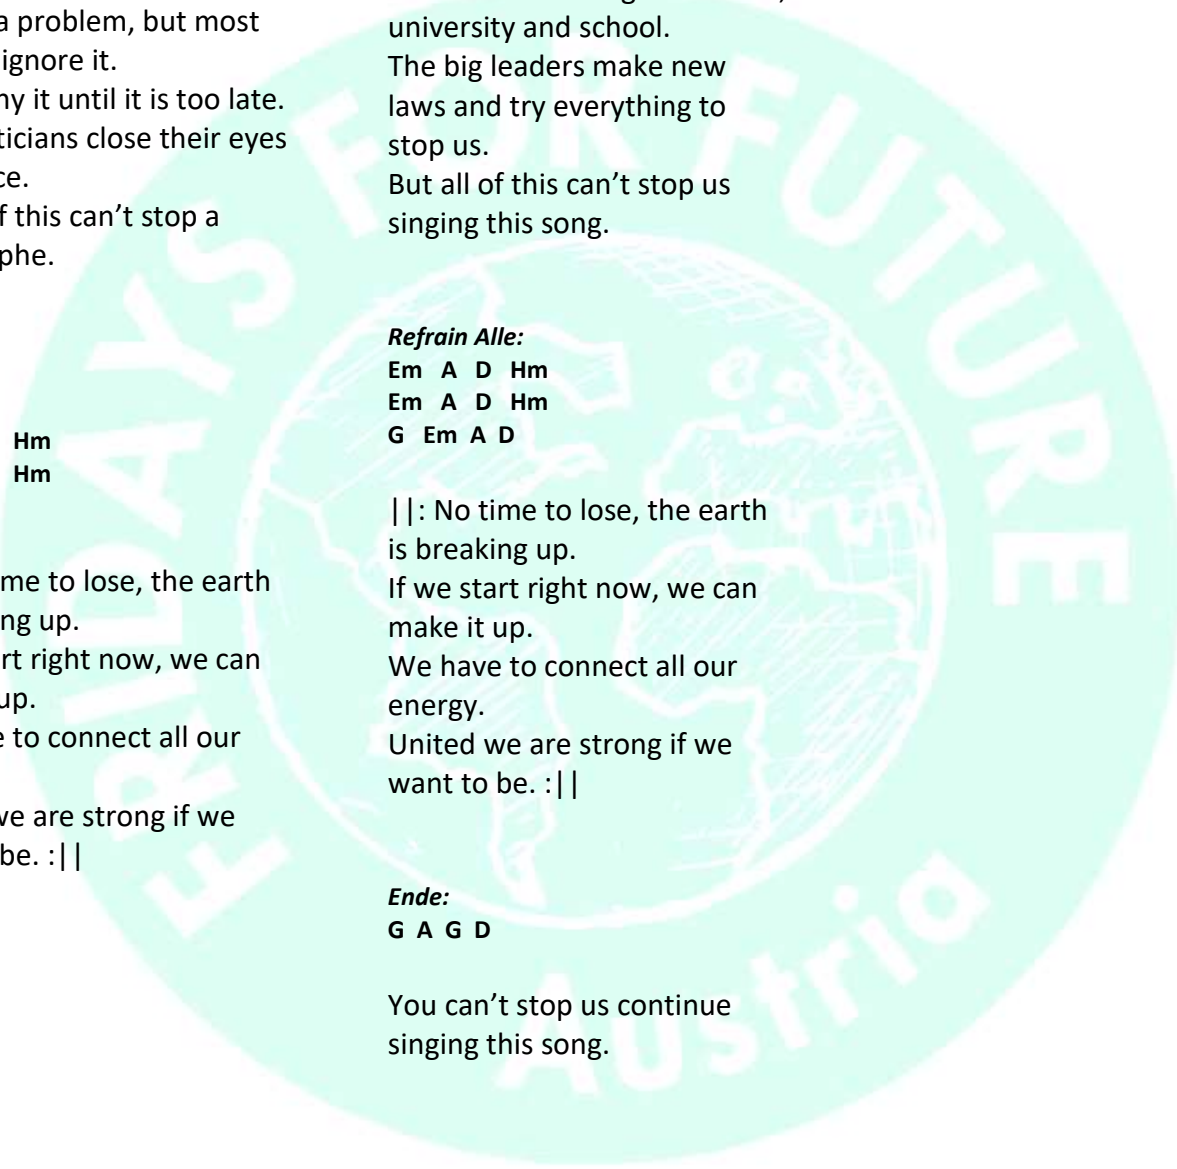 a problem, but most
ignore it.
ny it until it is too late.
ticians close their eyes
ce.
f this can’t stop a
phe.
Hm
Hm
me to lose, the earth
ng up.
rt right now, we can
up.
e to connect all our
we are strong if we
be. :||
university and school.
The big leaders make new
laws and try everything to
stop us.
But all of this can’t stop us
singing this song.
Refrain Alle:
Em A D Hm
Em A D Hm
G Em A D
||: No time to lose, the earth
is breaking up.
If we start right now, we can
make it up.
We have to connect all our
energy.
United we are strong if we
want to be. :||
Ende:
G A G D
You can’t stop us continue
singing this song.
FRIDAYS FOR FUTURE
Austria